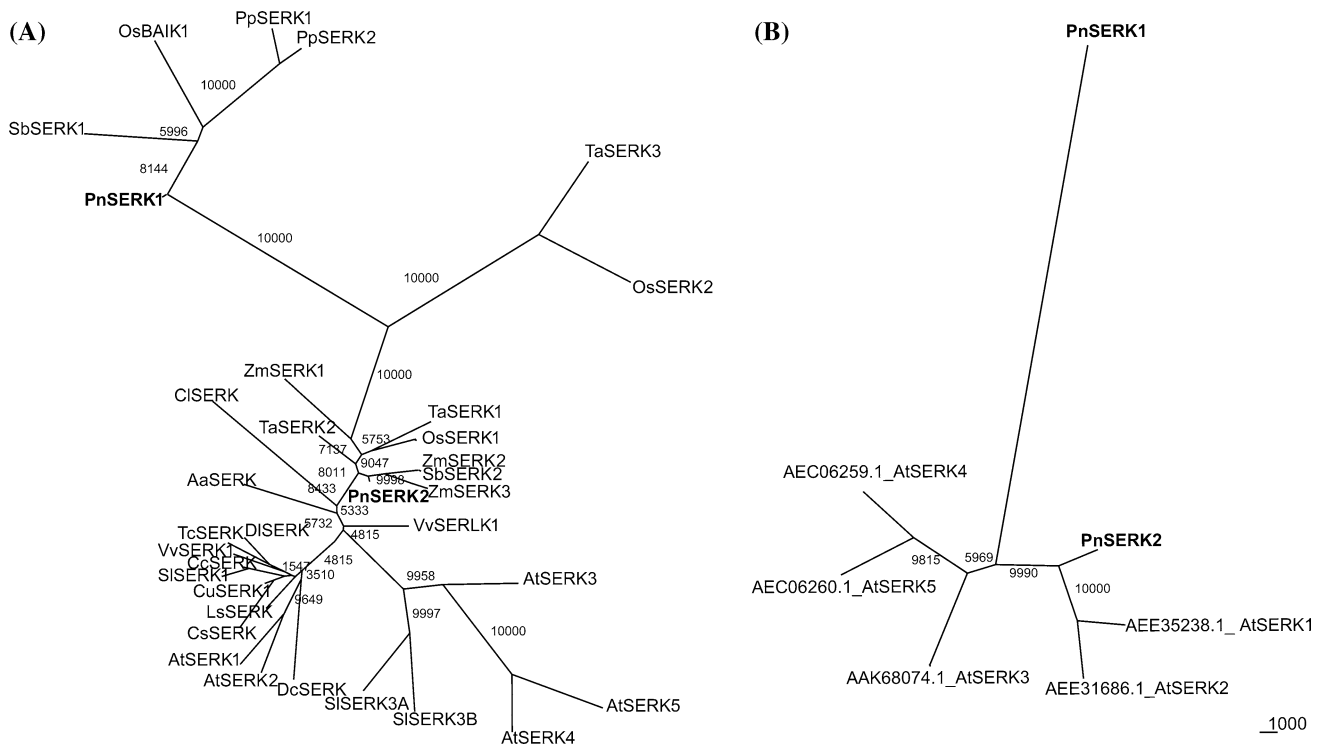 (A)
OsBAIK1
PpSERK1
PpSERK2
10000
SbSERK1
5996
8144
PnSERK1
10000
TaSERK3
10000
OsSERK2
ZmSERK1
10000
ClSERK
TaSERK1
TaSERK2
5753
OsSERK1
7137
9047
ZmSERK2
8011
SbSERK2
9998
AaSERK
8433
ZmSERK3
PnSERK2
5333
TcSERK
DlSERK
5732
VvSERLK1
4815
VvSERK1
CcSERK
4815
1547
SlSERK1
3510
CuSERK1
9649
LsSERK
CsSERK
AtSERK1
AtSERK2
DcSERK
9958
AtSERK3
9997
10000
SlSERK3A
SlSERK3B
AtSERK5
AtSERK4
(B)
PnSERK1
AEC06259.1_AtSERK4
PnSERK2
9815
5969
9990
AEC06260.1_AtSERK5
10000
AEE35238.1_ AtSERK1
AAK68074.1_AtSERK3
AEE31686.1_AtSERK2
1000